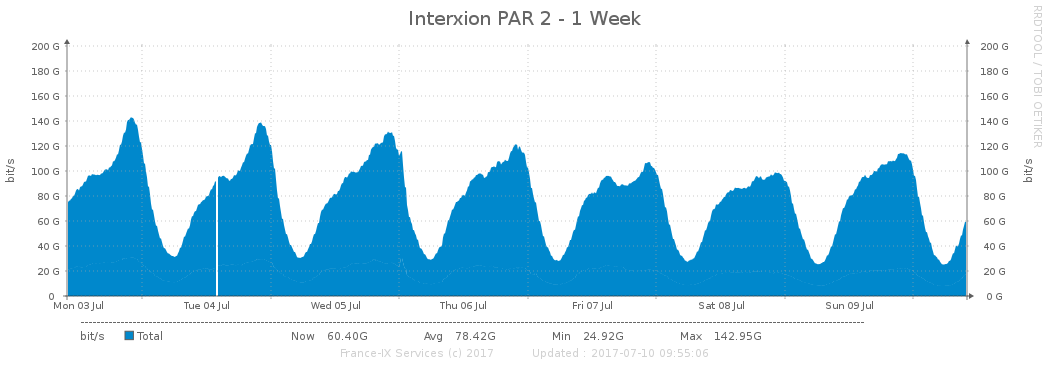 Interxion PAR 2 - 1 Week
RRDTOOL / TOBI OETIKER
bit/s
bit/s
200 G 200 G
180 G 180 G
160 G 160 G
140 G 140 G
120 G 120 G
100 G 100 G
80 G 80 G
60 G 60 G
40 G 40 G
20 G 20 G
0 0 G
Mon 03 Jul Tue 04 Jul Wed 05 Jul Thu 06 Jul Fri 07 Jul Sat 08 Jul Sun 09 Jul
bit/s Total Now 60.40G Avg 78.42G Min 24.92G Max 142.95G
France-IX Services (c) 2017 Updated : 2017-07-10 09:55:06